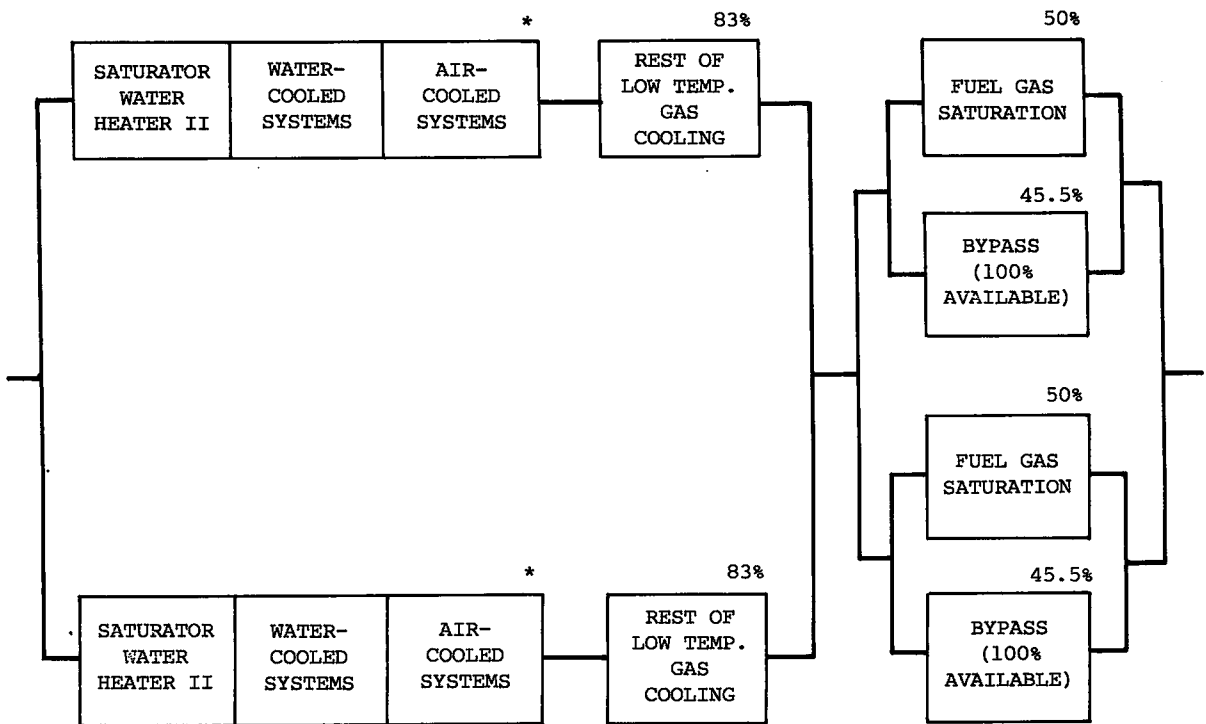 *
83%
50%
SATURATOR
WATER
HEATER II
WATER-
COOLED
SYSTEMS
AIR-
COOLED
SYSTEMS
REST OF
LOW TEMP.
GAS
COOLING
FUEL GAS
SATURATION
45.5%
BYPASS
(100%
AVAILABLE)
50%
FUEL GAS
SATURATION
*
83%
45.5%
SATURATOR
WATER
HEATER II
WATER-
COOLED
SYSTEMS
AIR-
COOLED
SYSTEMS
REST OF
LOW TEMP.
GAS
COOLING
BYPASS
(100%
AVAILABLE)